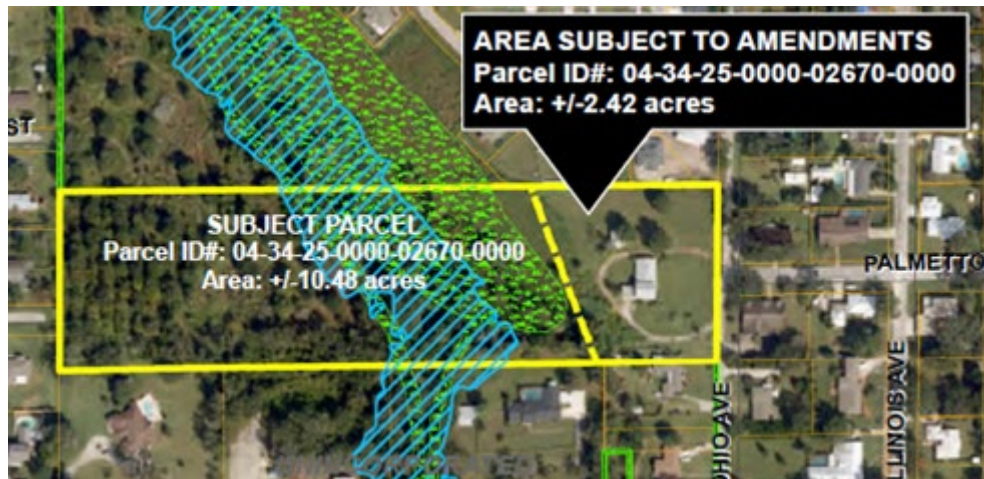 AREA SUBJECT TO AMENDMENTS
Parcel ID#: 04-34-25-0000-02670-0000
Area: +/-2.42 acres
ST
SUBJECT PARCEL
Parcel ID#: 04-34-25-0000-02670-0000
Area: +/-10.48 acres
PALMETTO
OHIO AVE
ILLINOIS AVE